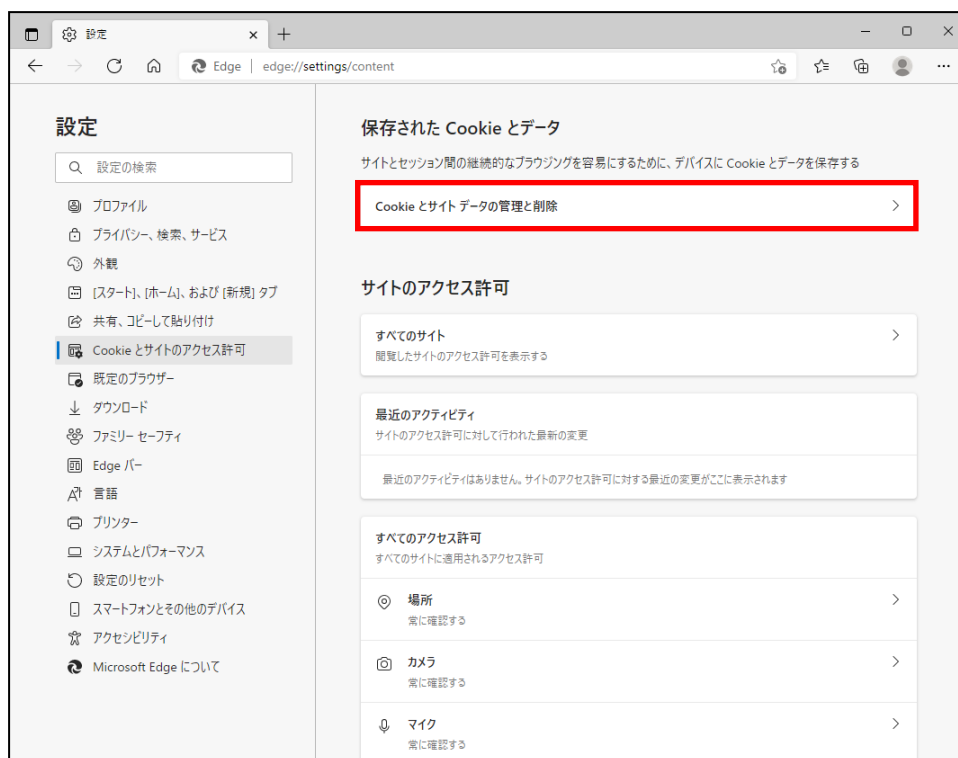 設定
Edge edge://settings/content
設定
設定の検索
プロファイル
プライバシー、検索、サービス
外観
[スタート]、[ホーム]、および [新規] タブ
共有、コピーして貼り付け
Cookie とサイトのアクセス許可
既定のブラウザー
ダウンロード
ファミリー セーフティ
Edge バー
言語
プリンター
システムとパフォーマンス
設定のリセット
スマートフォンとその他のデバイス
アクセシビリティ
Microsoft Edge について
保存された Cookie とデータ
サイトとセッション間の継続的なブラウジングを容易にするために、デバイスに Cookie とデータを保存する
Cookie とサイト データの管理と削除
サイトのアクセス許可
すべてのサイト
閲覧したサイトのアクセス許可を表示する
最近のアクティビティ
サイトのアクセス許可に対して行われた最新の変更
最近のアクティビティはありません。サイトのアクセス許可に対する最近の変更がここに表示されます
すべてのアクセス許可
すべてのサイトに適用されるアクセス許可
場所
常に確認する
カメラ
常に確認する
マイク
常に確認する